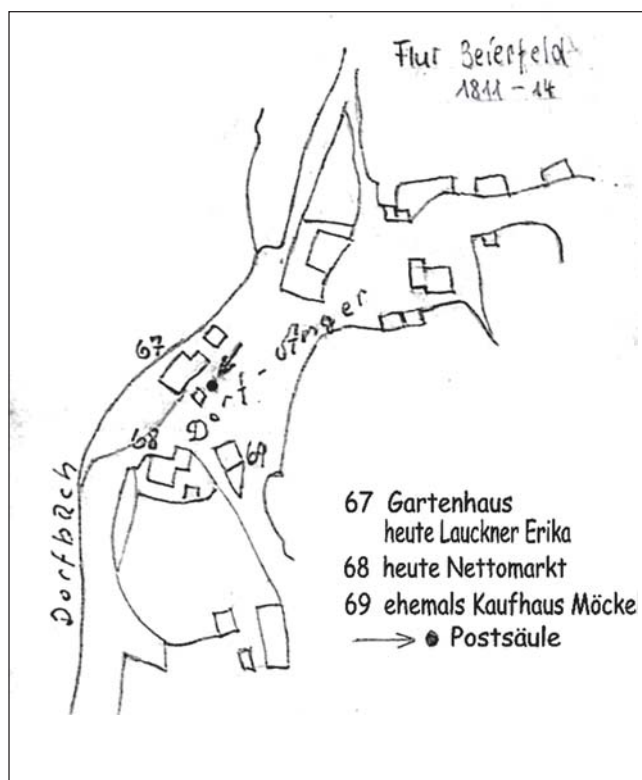 Flur Beierfeld
1811-14
67
Dorf-Anger
68
69
Dorfbach
67 Gartenhaus
heute Lauckner Erika
68 heute Nettomarkt
69 ehemals Kaufhaus Möckel
→ ● Postsäule